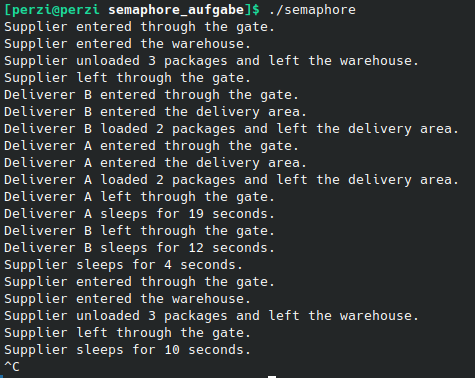 [perzi@perzi semaphore_aufgabe]$ ./semaphore
Supplier entered through the gate.
Supplier entered the warehouse.
Supplier unloaded 3 packages and left the warehouse.
Supplier left through the gate.
Deliverer B entered through the gate.
Deliverer B entered the delivery area.
Deliverer B loaded 2 packages and left the delivery area.
Deliverer A entered through the gate.
Deliverer A entered the delivery area.
Deliverer A loaded 2 packages and left the delivery area.
Deliverer A left through the gate.
Deliverer A sleeps for 19 seconds.
Deliverer B left through the gate.
Deliverer B sleeps for 12 seconds.
Supplier sleeps for 4 seconds.
Supplier entered through the gate.
Supplier entered the warehouse.
Supplier unloaded 3 packages and left the warehouse.
Supplier left through the gate.
Supplier sleeps for 10 seconds.
^C